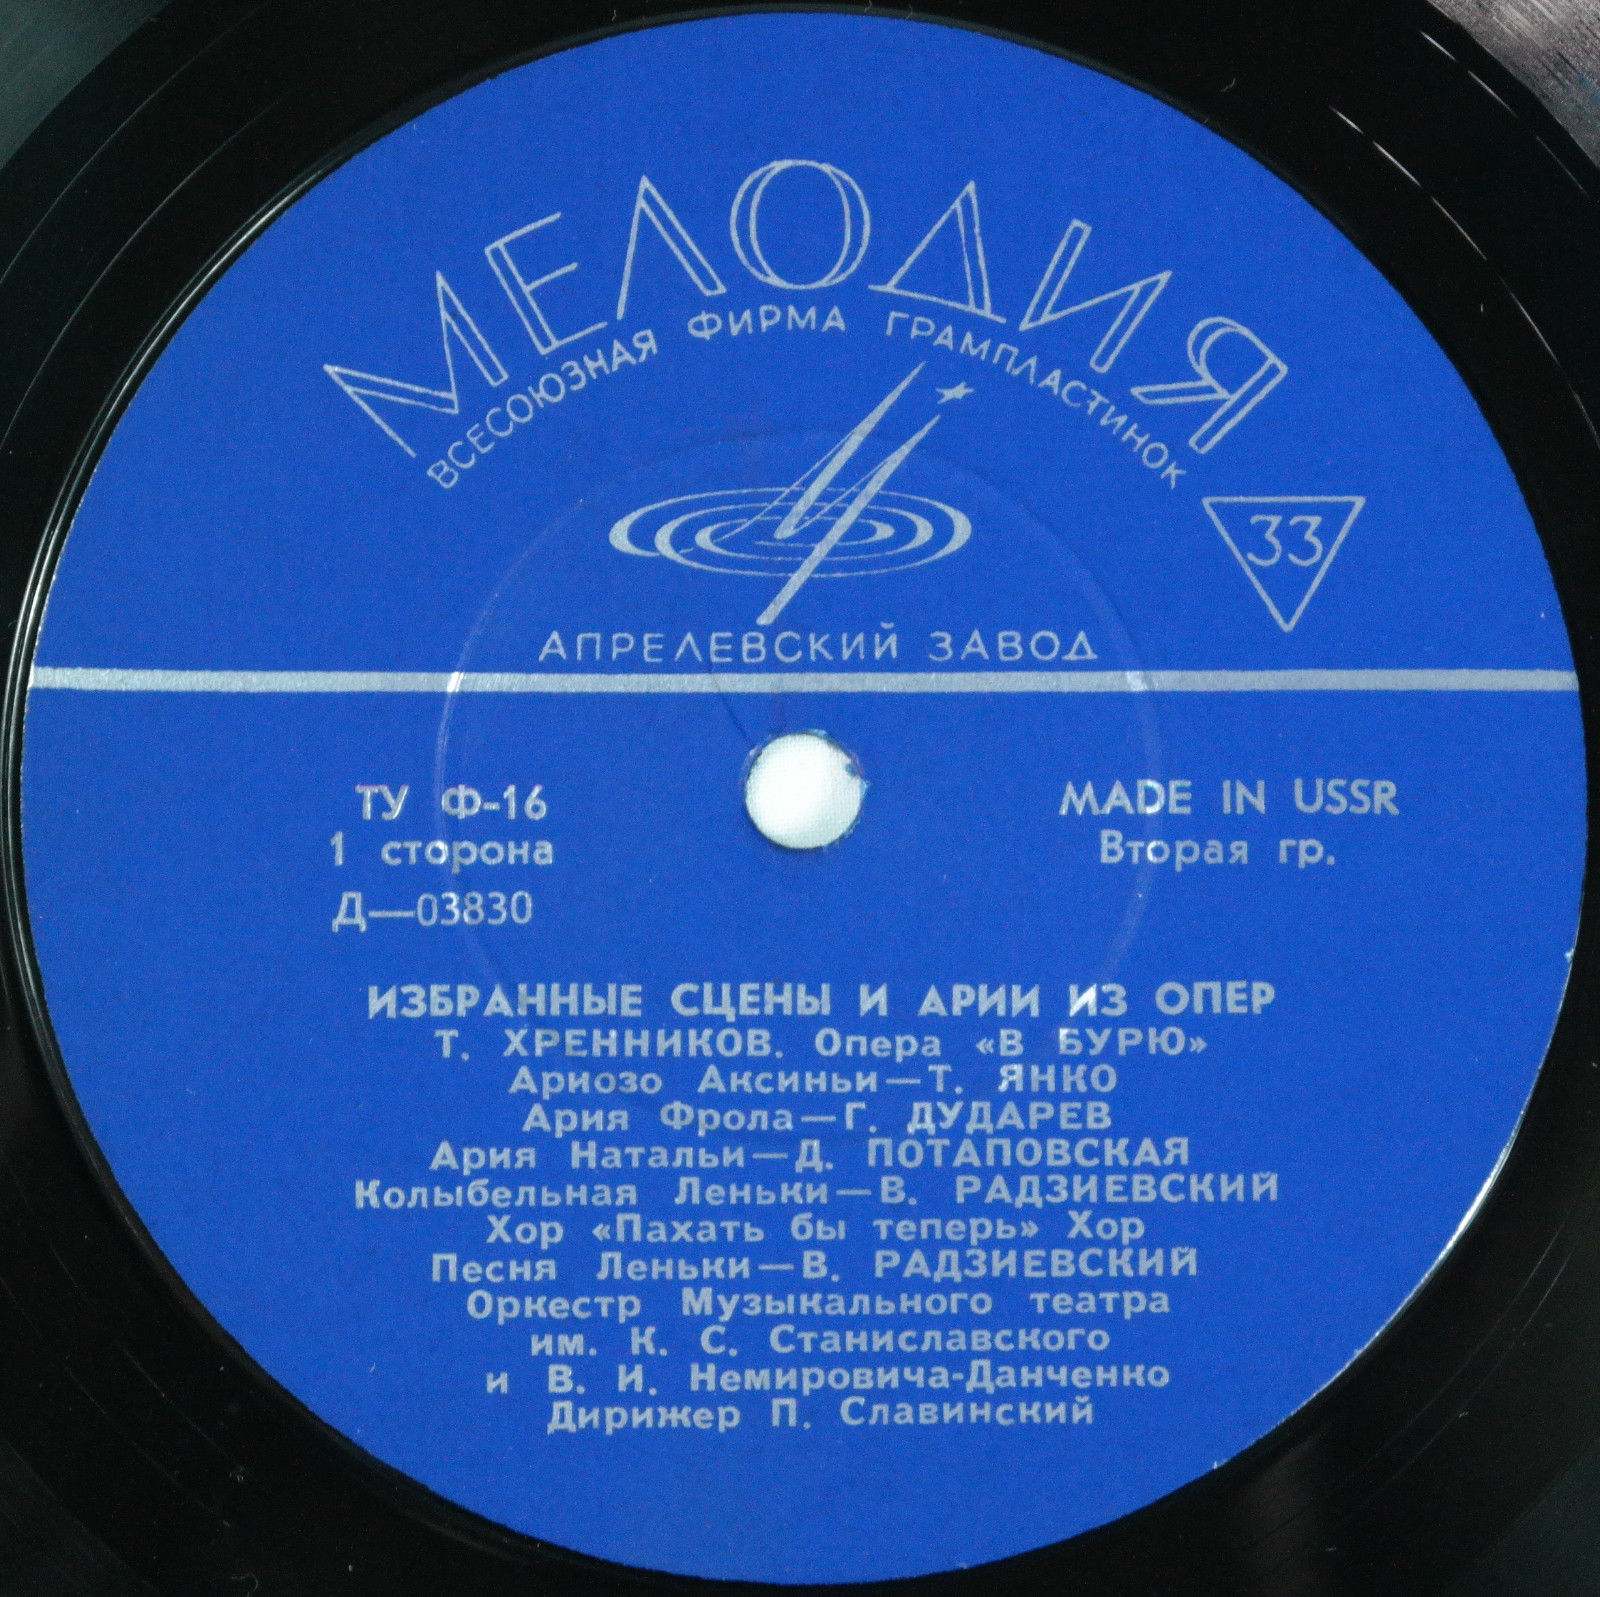 МЕЛОДИЯ
ВСЕСОЮЗНАЯ ФИРМА ГРАМПЛАСТИНОК
33
АПРЕЛЕВСКИЙ ЗАВОД
ТУ Ф-16
MADE IN USSR
1 сторона
Вторая гр.
Д—03830
ИЗБРАННЫЕ СЦЕНЫ И АРИИ ИЗ ОПЕР
Т. ХРЕННИКОВ. Опера «В БУРЮ»
Ариозо Аксиньи—Т. ЯНКО
Ария Фрола—Г. ДУДАРЕВ
Ария Натальи—Д. ПОТАПОВСКАЯ
Колыбельная Леньки—В. РАДЗИЕВСКИЙ
Хор «Пахать бы теперь» Хор
Песня Леньки—В. РАДЗИЕВСКИЙ
Оркестр Музыкального театра
им. К. С. Станиславского
и В. И. Немировича-Данченко
Дирижер П. Славинский